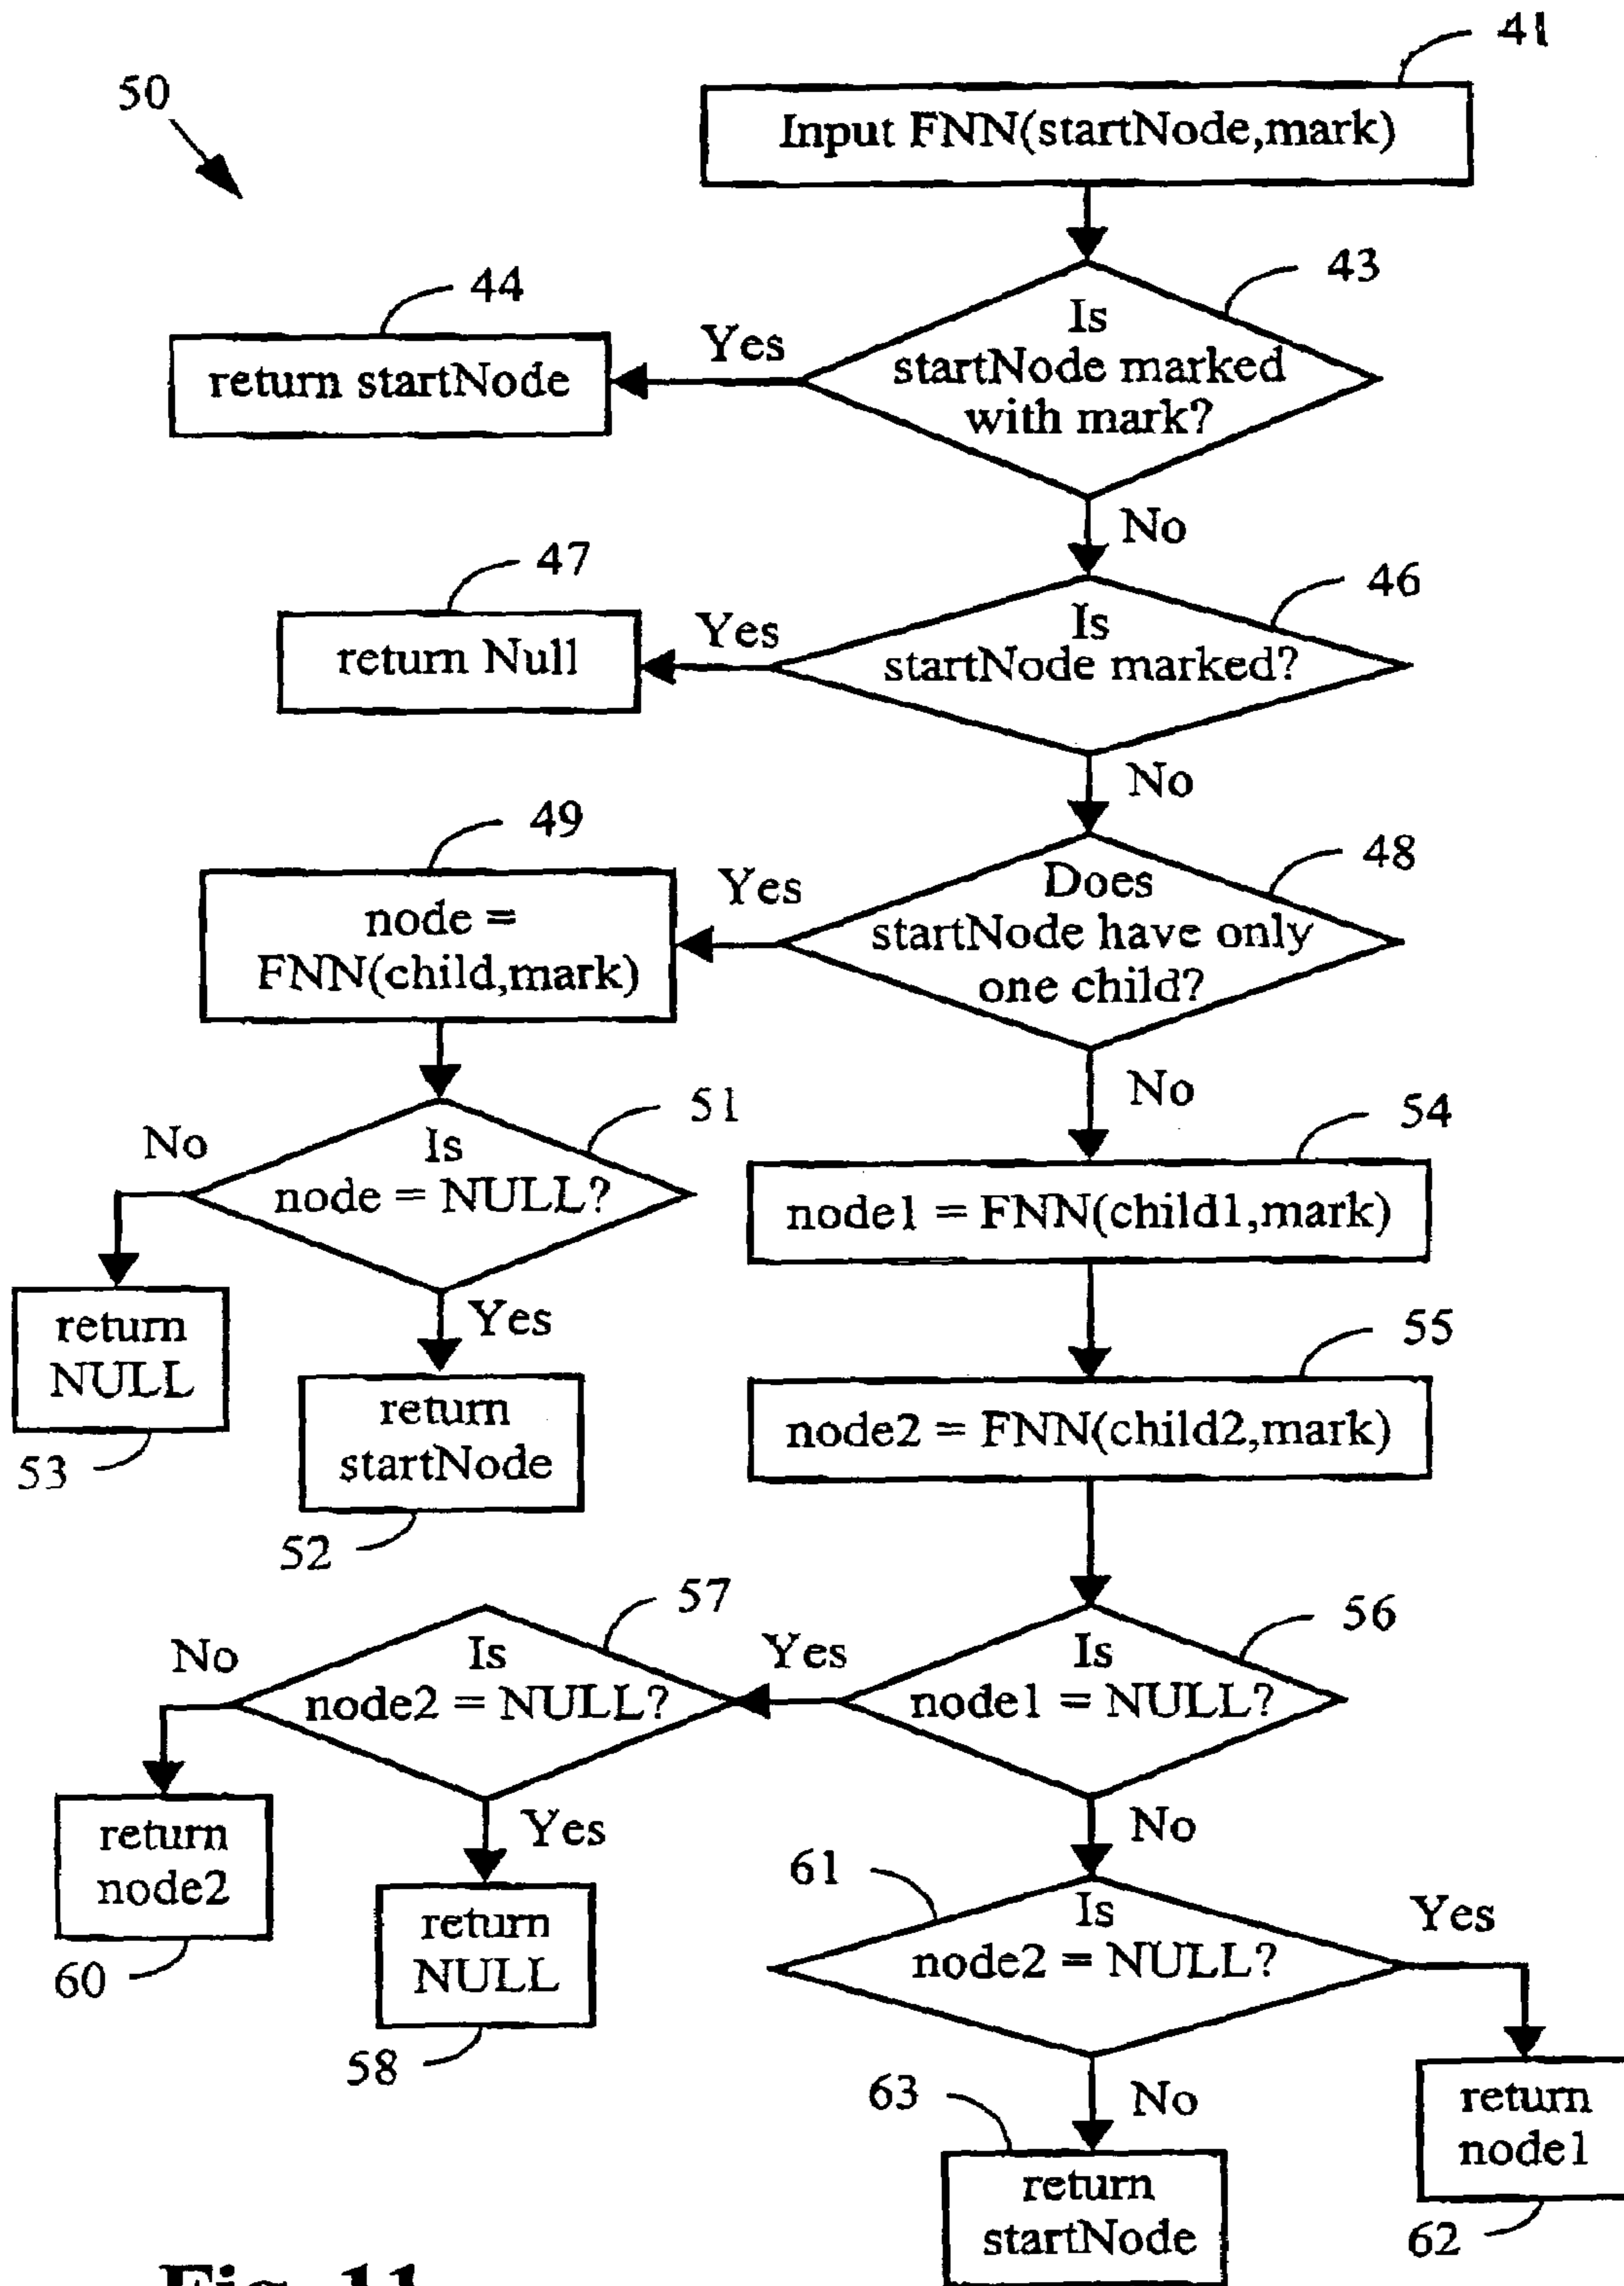 41
50
Input FNN(startNode,mark)
43
44
Is
startNode marked
with mark?
Yes
return startNode
No
47
46
Is
startNode marked?
Yes
return Null
No
49
48
Does
startNode have only
one child?
Yes
node =
FNN(child,mark)
No
51
54
Is
node = NULL?
No
node1 = FNN(child1,mark)
Yes
return
NULL
53
55
return
startNode
52
node2 = FNN(child2,mark)
57
56
Is
node2 = NULL?
Yes
Is
node1 = NULL?
No
return
node2
60
Yes
return
NULL
58
No
61
Is
node2 = NULL?
Yes
63
No
return
startNode
return
node1
62
Fig. 11